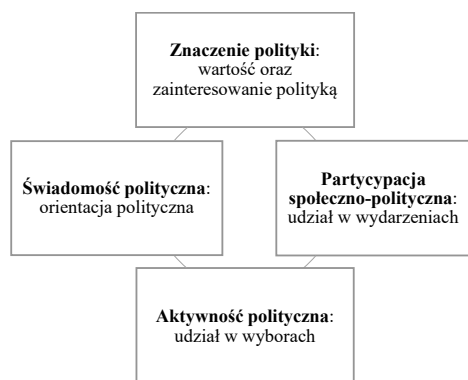 Znaczenie polityki:
wartość oraz
zainteresowanie polityką
Świadomość polityczna:
orientacja polityczna
Partycypacja
społeczno-polityczna:
udział w wydarzeniach
Aktywność polityczna:
udział w wyborach